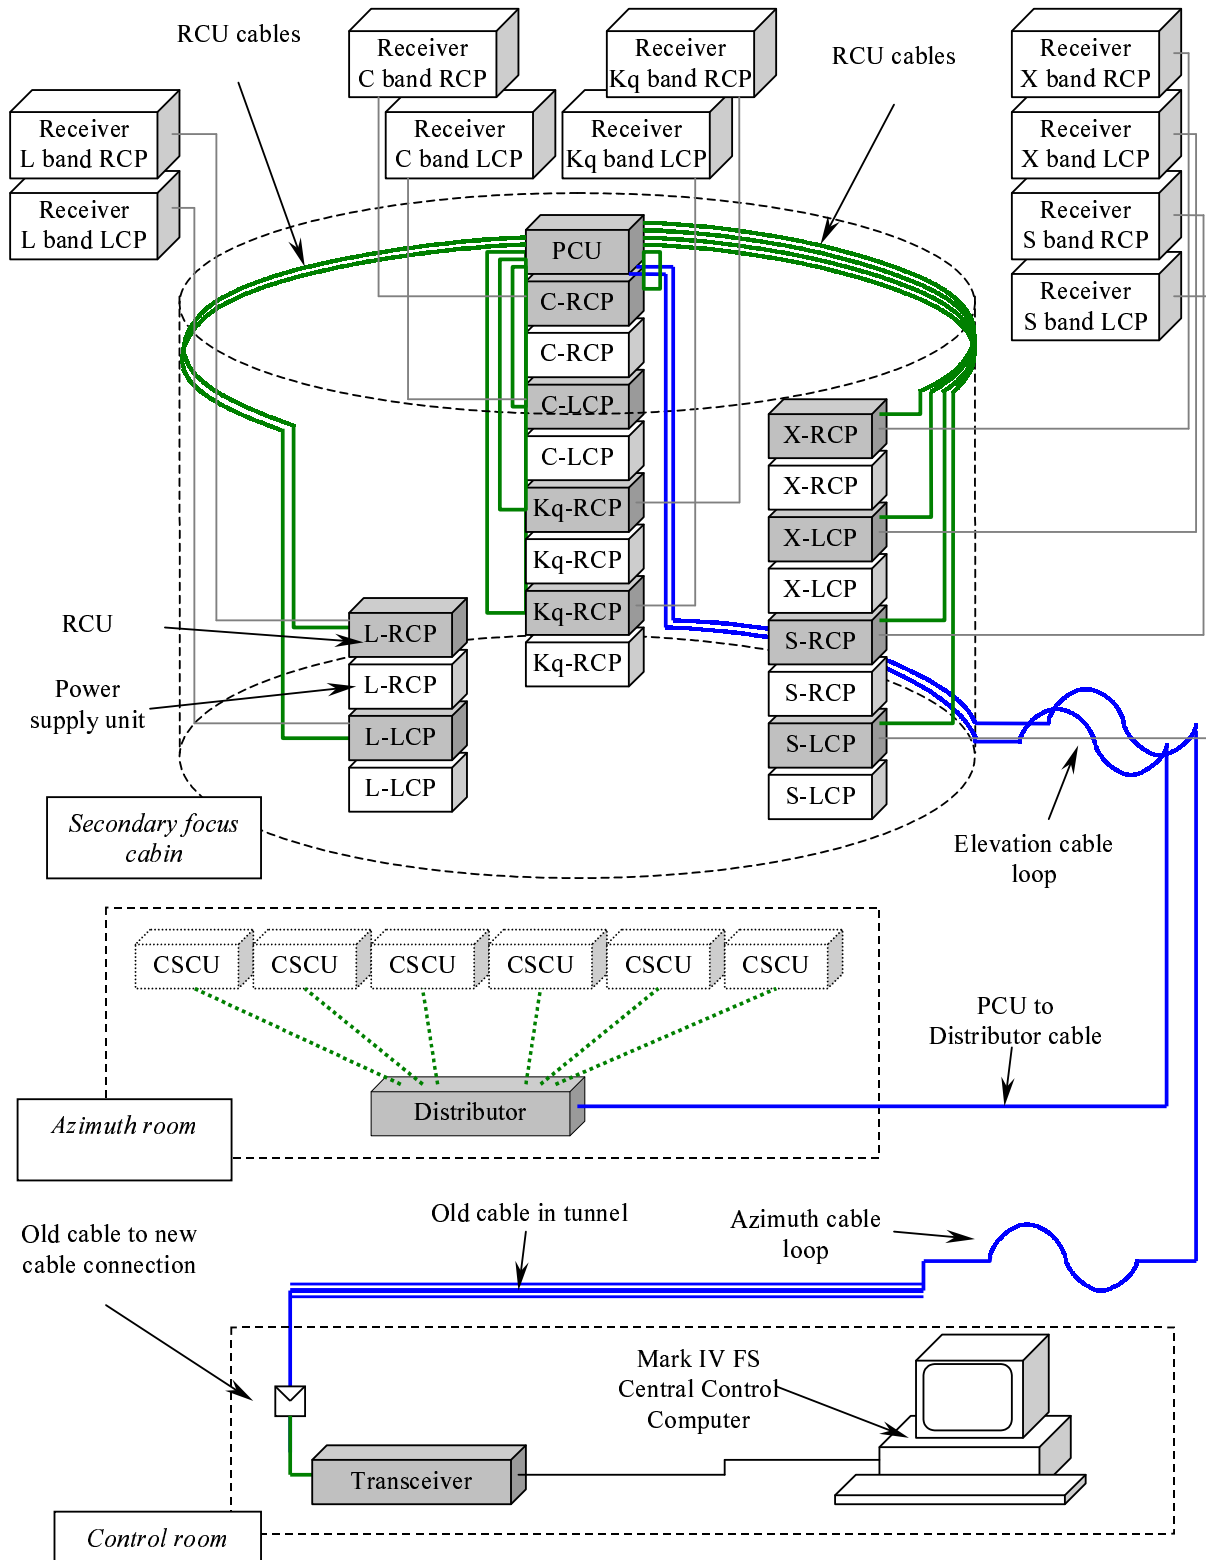 RCU cables
Receiver
C band RCP
Receiver
Kq band RCP
RCU cables
Receiver
X band RCP
Receiver
L band RCP
Receiver
C band LCP
Receiver
Kq band LCP
Receiver
X band LCP
Receiver
L band LCP
Receiver
S band RCP
Receiver
S band LCP
PCU
C-RCP
C-RCP
C-LCP
C-LCP
Kq-RCP
Kq-RCP
Kq-RCP
Kq-RCP
X-RCP
X-RCP
X-LCP
X-LCP
S-RCP
S-RCP
S-LCP
S-LCP
RCU
Power
supply unit
L-RCP
L-RCP
L-LCP
L-LCP
Secondary focus
cabin
Elevation cable
loop
CSCU
CSCU
CSCU
CSCU
CSCU
CSCU
PCU to
Distributor cable
Distributor
Azimuth room
Old cable to new
cable connection
Old cable in tunnel
Azimuth cable
loop
Mark IV FS
Central Control
Computer
Transceiver
Control room